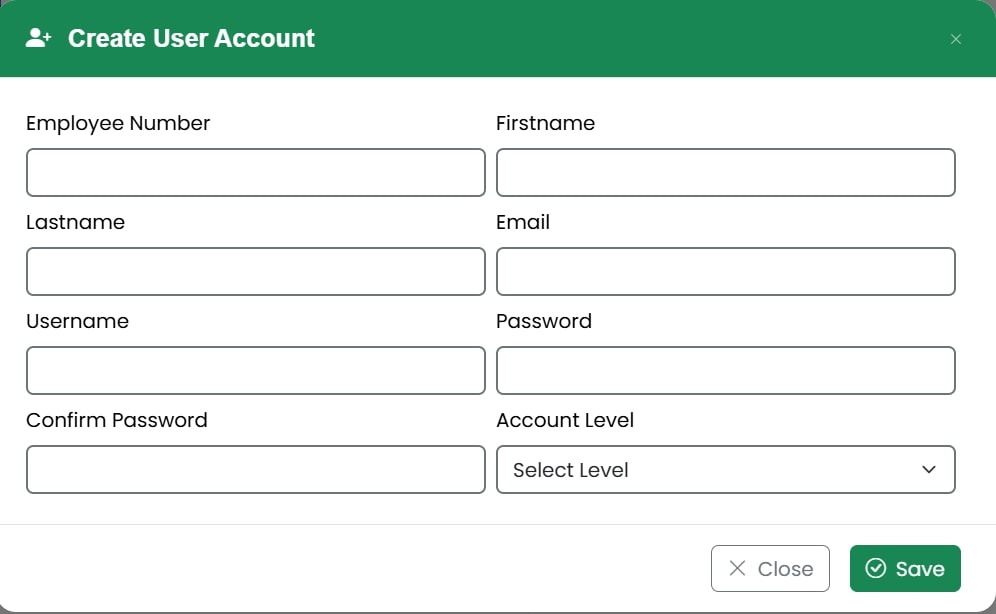 Create User Account
Employee Number Firstname
Lastname Email
Username Password
Confirm Password Account Level
Select Level
Close Save